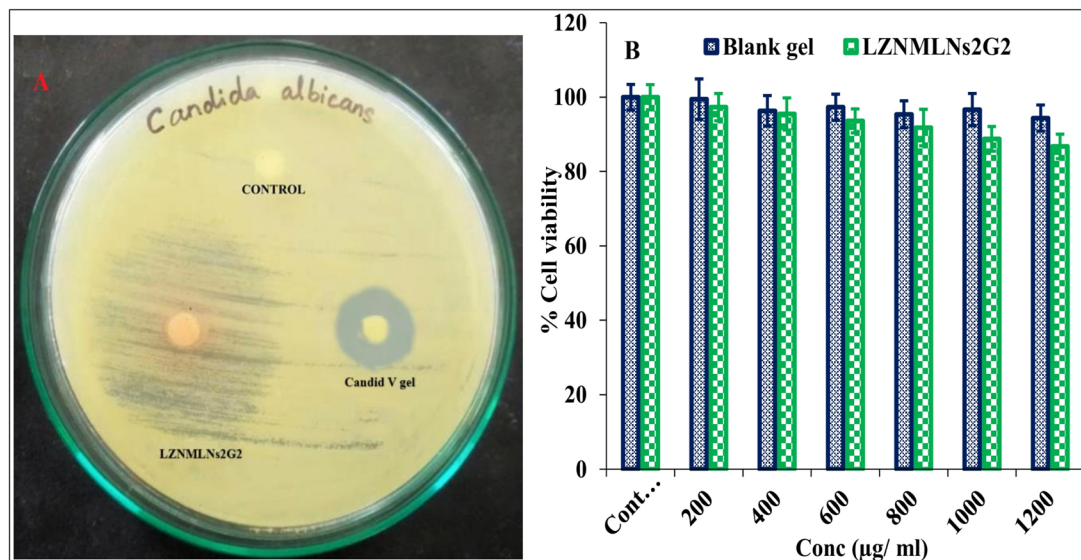 A
Candida albicans
CONTROL
Candid V gel
LZNMLNs2G2
B
Blank gel
LZNMLNs2G2
120
100
80
60
40
20
0
% Cell viability
Cont...
200
400
600
800
1000
1200
Conc (µg/ ml)